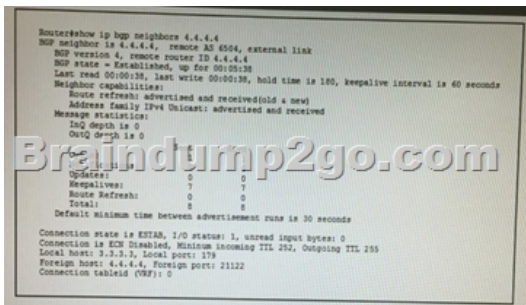 Router#show ip bgp neighbors 4.4.4.4
BGP neighbor is 4.4.4.4, remote AS 6504, external link
BGP version 4, remote router ID 4.4.4.4
BGP state = Established, up for 00:05:38
Last read 00:00:38, last write 00:00:38, hold time is 180, keepalive interval is 60 seconds
Neighbor capabilities:
Route refresh: advertised and received(old & new)
Address family IPv4 Unicast: advertised and received
Message statistics:
InQ depth is 0
OutQ depth is 0
Braindump2go.com
1 1
Updates: 0 0
Keepalives: 7 7
Route Refresh: 0 0
Total: 8 8
Default minimum time between advertisement runs is 30 seconds
Connection state is ESTAB, I/O status: 1, unread input bytes: 0
Connection is ECN Disabled, Mininum incoming TTL 252, Outgoing TTL 255
Local host: 3.3.3.3, Local port: 179
Foreign host: 4.4.4.4, Foreign port: 21122
Connection tableid (VRF): 0